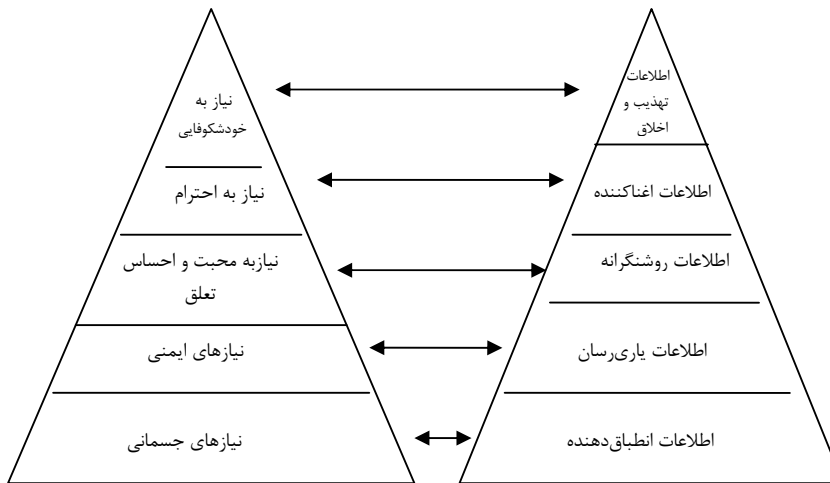 نیاز به
خودشکوفایی
نیاز به احترام
نیازبه محبت و احساس
تعلق
نیازهای ایمنی
نیازهای جسمانی
اطلاعات
تهذیب و
اخلاق
اطلاعات اغناکننده
اطلاعات روشنگرانه
اطلاعات یاری‌رسان
اطلاعات انطباق‌دهنده